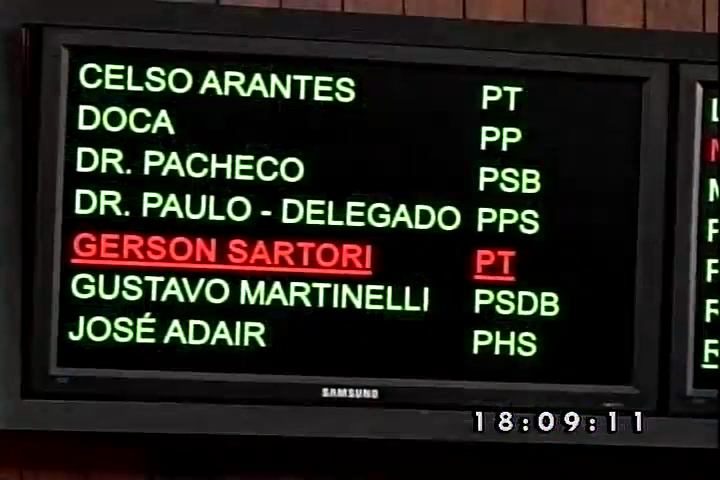 CELSO ARANTES PT
DOCA PP
DR. PACHECO PSB
DR. PAULO - DELEGADO PPS
GERSON SARTORI PT
GUSTAVO MARTINELLI PSDB
JOSÉ ADAIR PHS
SAMSUNG
18:09:11